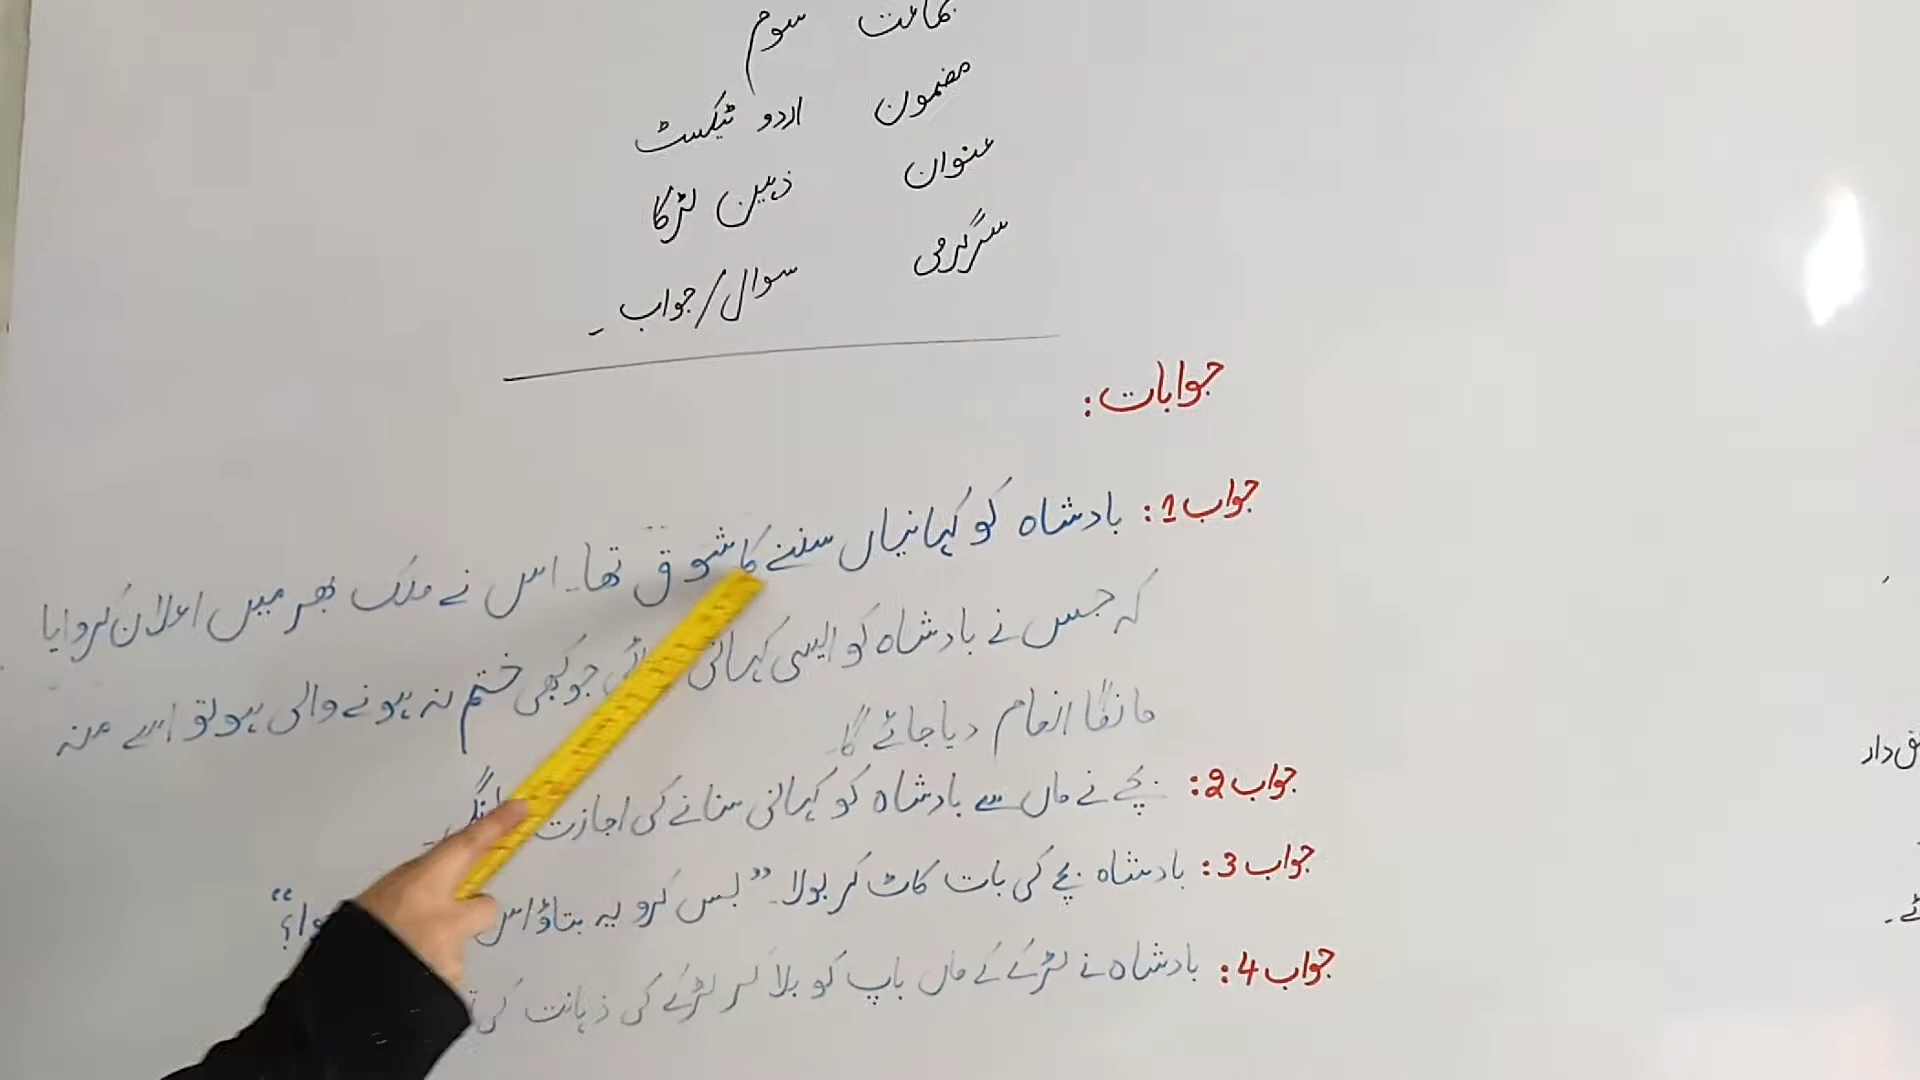 جماعت سوم
مضمون اردو ٹیکسٹ
عنوان ذہین لڑکا
سرگرمی سوال/جواب ۔
جوابات:
جواب 1: بادشاہ کو کہانیاں سننے کا شوق تھا۔ اس نے ملک بھر میں اعلان کروایا
کہ جس نے بادشاہ کو ایسی کہانی جو کبھی ختم نہ ہونے والی ہو تو اسے منہ
مانگا انعام دیا جائے گا۔
جواب 2: بچے نے ماں سے بادشاہ کو کہانی سنانے کی اجازت
جواب 3: بادشاہ بچے کی بات کاٹ کر بولا۔ ”بس کرو یہ بتاؤ اس ہوا؟“
جواب 4: بادشاہ نے لڑکے کے ماں باپ کو بلا کر لڑکے کی ذہانت کی
ق دار